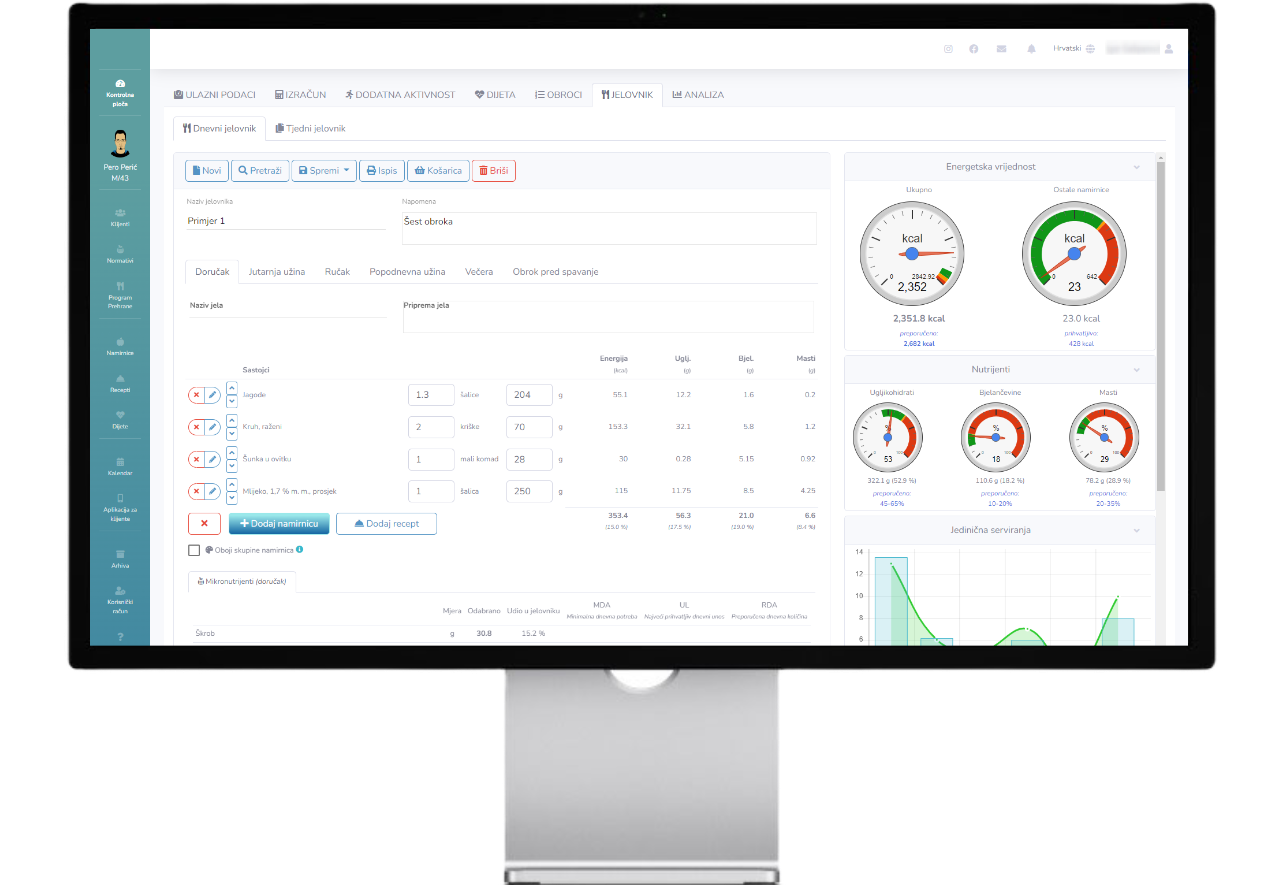 Hrvatski
Kontrolna
ploča
Pero Perić
M/43
Klijenti
Normativi
Program
Prehrane
Namirnice
Recepti
Dijete
Kalendar
Aplikacija za
klijente
Arhiva
Korisnički
račun
?
ULAZNI PODACI IZRAČUN DODATNA AKTIVNOST DIJETA OBROCI JELOVNIK ANALIZA
Dnevni jelovnik Tjedni jelovnik
Novi Pretraži Spremi Ispis Košarica Briši
Naziv jelovnika Napomena
Primjer 1 Šest obroka
Doručak Jutarnja užina Ručak Popodnevna užina Večera Obrok pred spavanje
Naziv jela Priprema jela
Energija Uglj. Bjel. Masti
Sastojci (kcal) (g) (g) (g)
Jagode 1.3 šalice 204 g 55.1 12.2 1.6 0.2
Kruh, raženi 2 kriške 70 g 153.3 32.1 5.8 1.2
Šunka u ovitku 1 mali komad 28 g 30 0.28 5.15 0.92
Mlijeko, 1.7 % m. m., prosjek 1 šalica 250 g 115 11.75 8.5 4.25
Dodaj namirnicu Dodaj recept 353.4 56.3 21.0 6.6
(15.0 %) (17.5 %) (19.0 %) (8.4 %)
Oboji skupine namirnica
Mikronutrijenti (doručak)
MDA UL RDA
Mjera Odabrano Udio u jelovniku Minimalna dnevna potreba Najveći prihvatljiv dnevni unos Preporučena dnevna količina
Škrob g 30.8 15.2 %
Energetska vrijednost
Ukupno Ostale namirnice
kcal kcal
0 2842.92 0 642
2,352 23
2,351.8 kcal 23.0 kcal
preporučeno: prihvatljivo:
2,682 kcal 428 kcal
Nutrijenti
Ugljikohidrati Bjelančevine Masti
% % %
0 100 0 100 0 100
53 18 29
322.1 g (52.9 %) 110.6 g (18.2 %) 78.2 g (28.9 %)
preporučeno: preporučeno: preporučeno:
45-65% 10-20% 20-35%
Jedinična serviranja
14
12
10
8
6